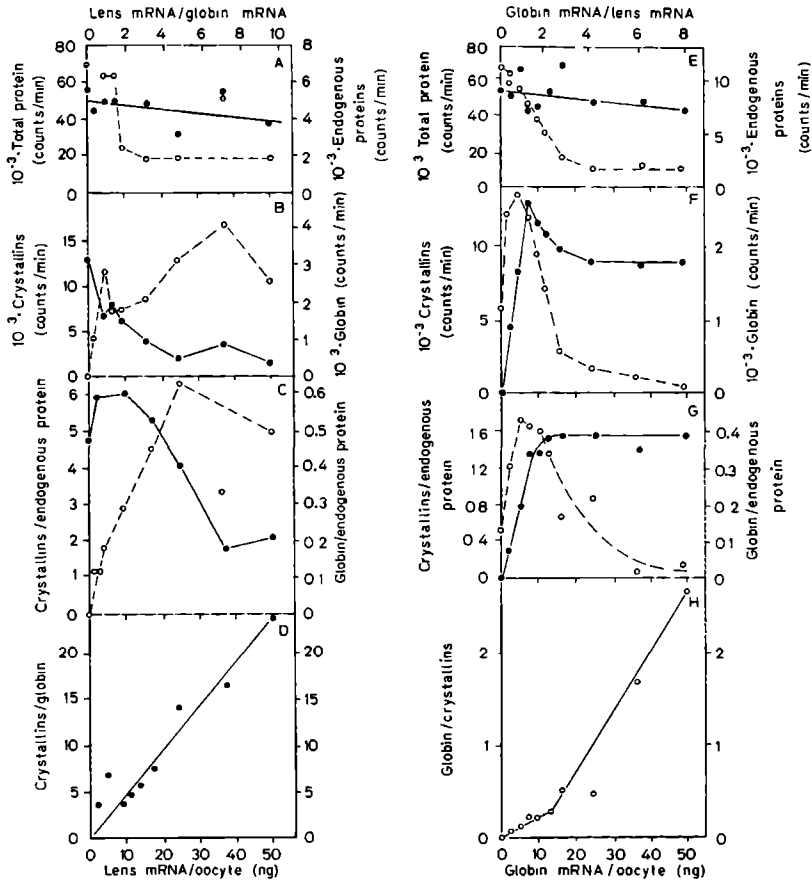 Lens mRNA/globin mRNA
0 2 4 6 8 10
10⁻³·Total protein
(counts/min)
80
60
40
20
0
A
8
6
4
2
0
10⁻³·Endogenous
proteins
(counts/min)
10⁻³·Crystallins
(counts/min)
15
10
5
0
B
4
3
2
1
0
10⁻³·Globin (counts/min)
Crystallins/endogenous protein
6
5
4
3
2
1
0
C
0.6
0.5
0.4
0.3
0.2
0.1
0
Globin/endogenous protein
Crystallins/globin
20
15
10
5
0
D
20
15
10
5
0
0 10 20 30 40 50
Lens mRNA/oocyte (ng)
Globin mRNA/lens mRNA
0 2 4 6 8
10⁻³ Total protein
(counts/min)
80
60
40
20
0
E
10
5
0
10⁻³·Endogenous
proteins
(counts/min)
10⁻³ Crystallins
(counts/min)
10
5
0
F
2
1
0
10⁻³·Globin (counts/min)
Crystallins/endogenous
protein
1.6
1.2
0.8
0.4
0
G
0.4
0.3
0.2
0.1
0
Globin/endogenous
protein
Globin/crystallins
2
1
0
H
2
1
0
0 10 20 30 40 50
Globin mRNA/oocyte (ng)